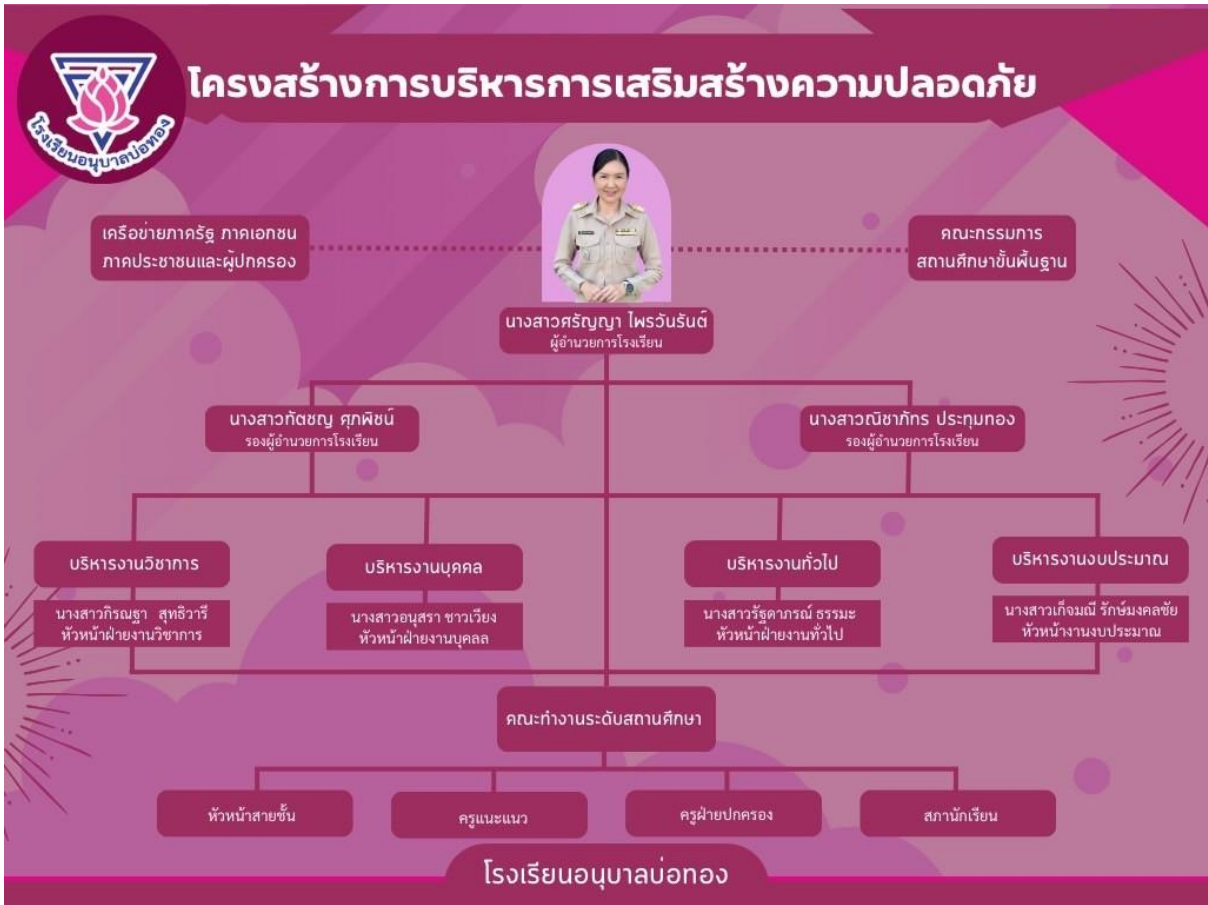 โครงสร้างการบริหารการเสริมสร้างความปลอดภัย
โรงเรียนอนุบาลบ่อทอง
เครือข่ายภาครัฐ ภาคเอกชน
ภาคประชาชนและผู้ปกครอง
คณะกรรมการ
สถานศึกษาขั้นพื้นฐาน
นางสาวศรัญญา ไพรวันรันต์
ผู้อำนวยการโรงเรียน
นางสาวทัตชญ ศุภพิชน์
รองผู้อำนวยการโรงเรียน
นางสาวณิชาภัทร ประทุมทอง
รองผู้อำนวยการโรงเรียน
บริหารงานวิชาการ
นางสาวกิรณฐา สุทธิวารี
หัวหน้าฝ่ายงานวิชาการ
บริหารงานบุคคล
นางสาวอนุสรา ชาวเวียง
หัวหน้าฝ่ายงานบุคลล
บริหารงานทั่วไป
นางสาวรัฐดาภรณ์ ธรรมะ
หัวหน้าฝ่ายงานทั่วไป
บริหารงานงบประมาณ
นางสาวเก็จมณี รักษ์มงคลชัย
หัวหน้างานงบประมาณ
คณะทำงานระดับสถานศึกษา
หัวหน้าสายชั้น
ครูแนะแนว
ครูฝ่ายปกครอง
สภานักเรียน
โรงเรียนอนุบาลบ่อทอง